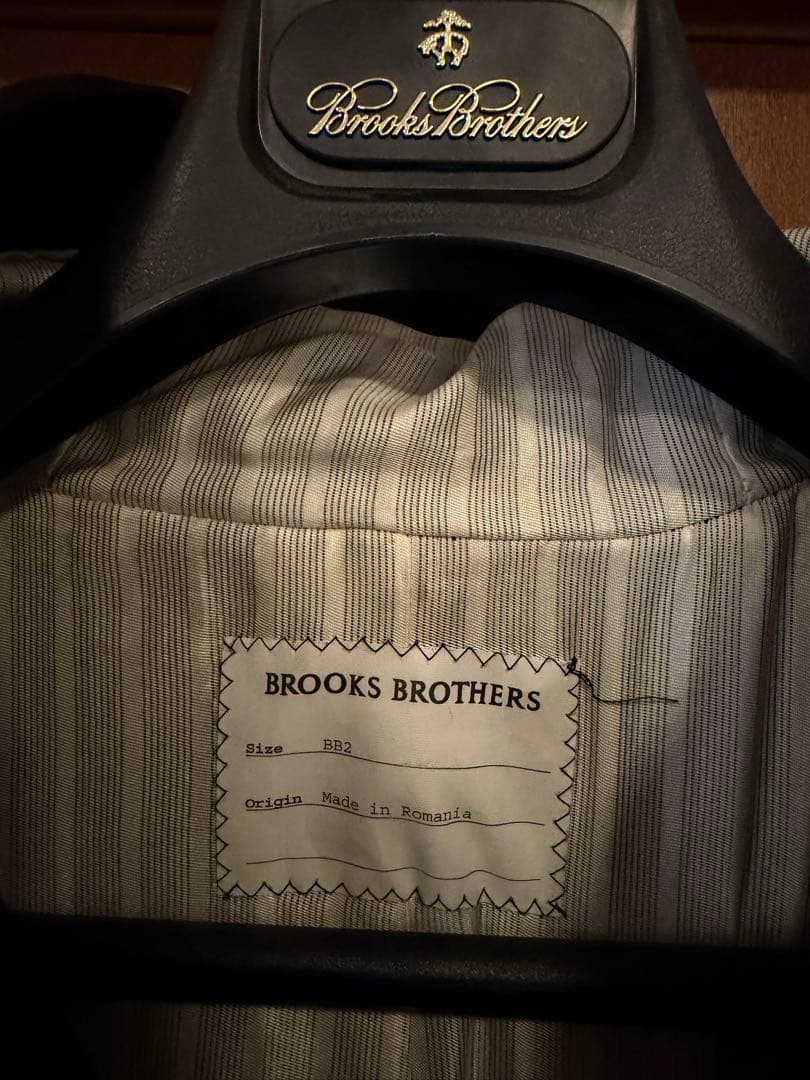 Brooks Brothers
BROOKS BROTHERS
Size BB2
Origin Made in Romania